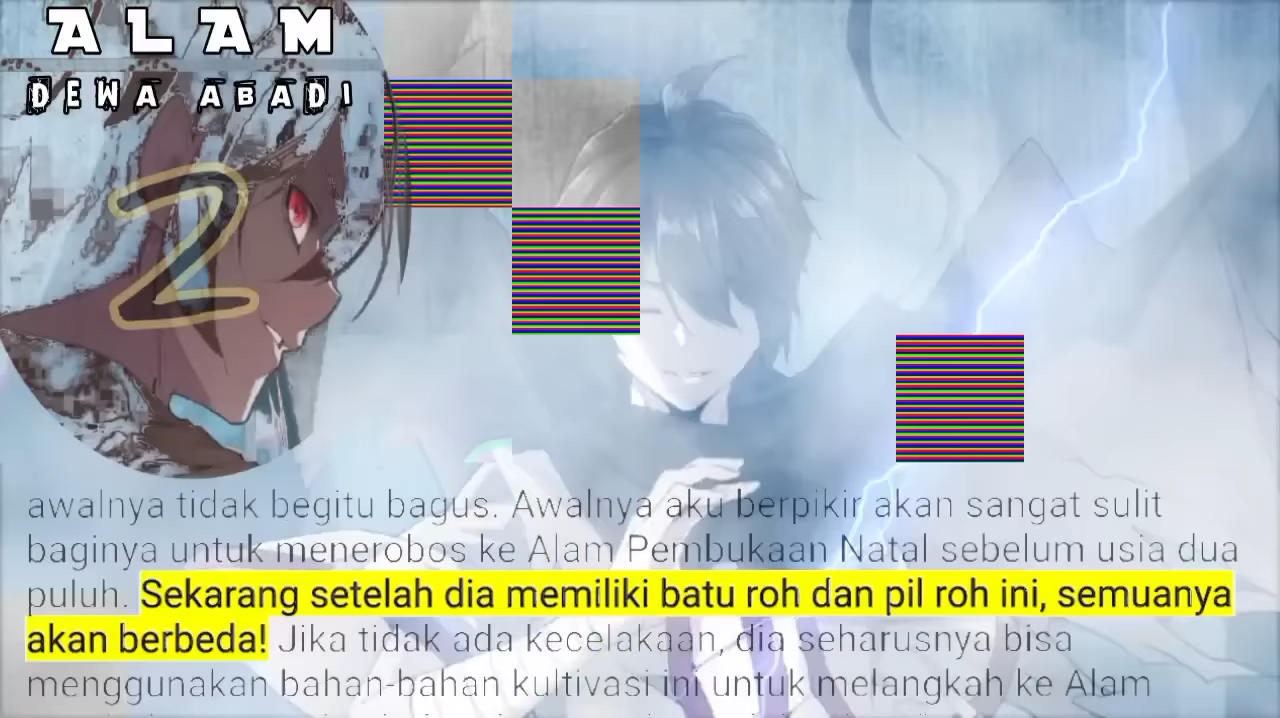 ALAM
DEWA ABADI
2
awalnya tidak begitu bagus. Awalnya aku berpikir akan sangat sulit
baginya untuk menerobos ke Alam Pembukaan Natal sebelum usia dua
puluh. Sekarang setelah dia memiliki batu roh dan pil roh ini, semuanya
akan berbeda! Jika tidak ada kecelakaan, dia seharusnya bisa
menggunakan bahan-bahan kultivasi ini untuk melangkah ke Alam